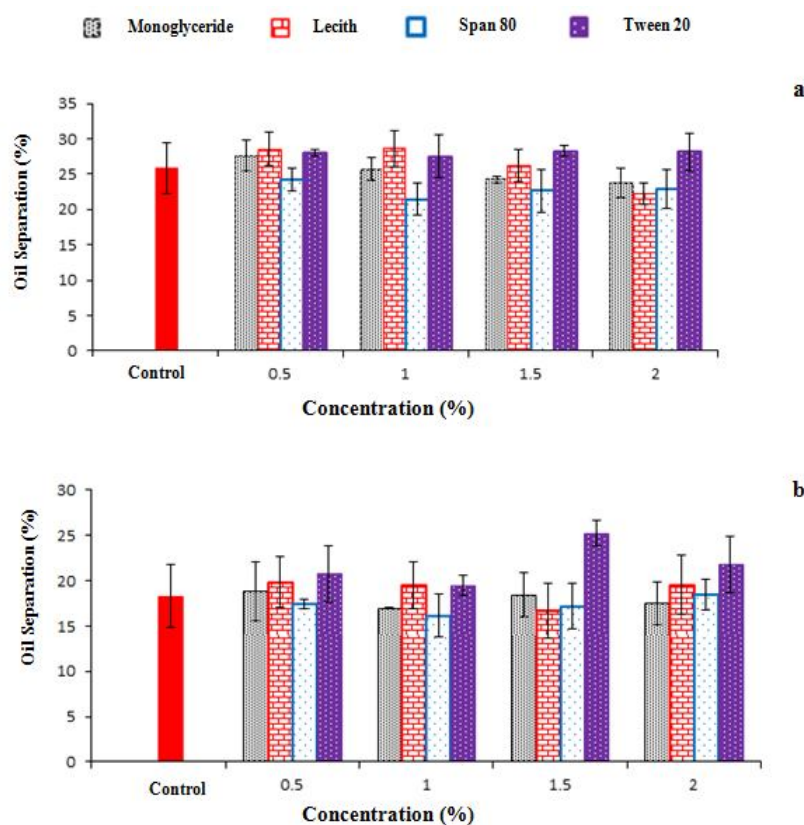 Monoglyceride Lecith Span 80 Tween 20
a
35
30
25
20
15
10
5
0
Oil Separation (%)
Control 0.5 1 1.5 2
Concentration (%)
b
30
25
20
15
10
5
0
Oil Separation (%)
Control 0.5 1 1.5 2
Concentration (%)